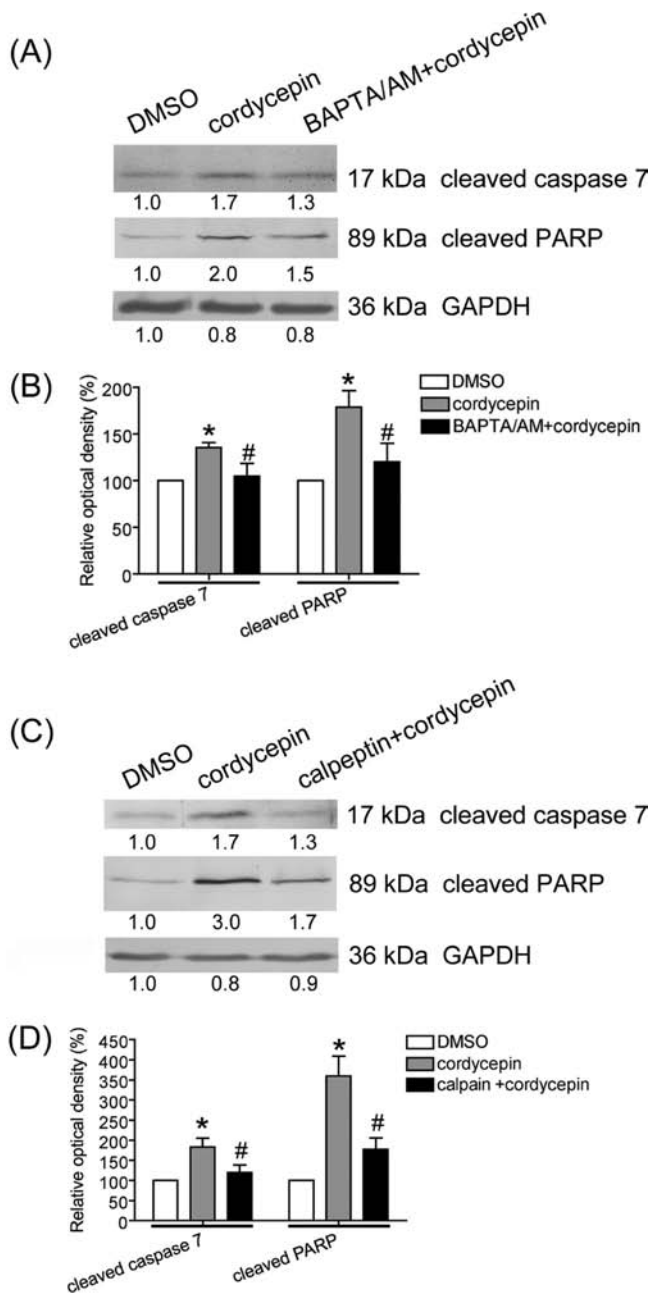 (A)
DMSO cordycepin BAPTA/AM+cordycepin
17 kDa cleaved caspase 7
1.0 1.7 1.3
89 kDa cleaved PARP
1.0 2.0 1.5
36 kDa GAPDH
1.0 0.8 0.8
(B)
Relative optical density (%)
200
150
100
50
0
* # * #
DMSO
cordycepin
BAPTA/AM+cordycepin
cleaved caspase 7 cleaved PARP
(C)
DMSO cordycepin calpeptin+cordycepin
17 kDa cleaved caspase 7
1.0 1.7 1.3
89 kDa cleaved PARP
1.0 3.0 1.7
36 kDa GAPDH
1.0 0.8 0.9
(D)
Relative optical density (%)
450
400
350
300
250
200
150
100
50
0
* # * #
DMSO
cordycepin
calpain +cordycepin
cleaved caspase 7 cleaved PARP